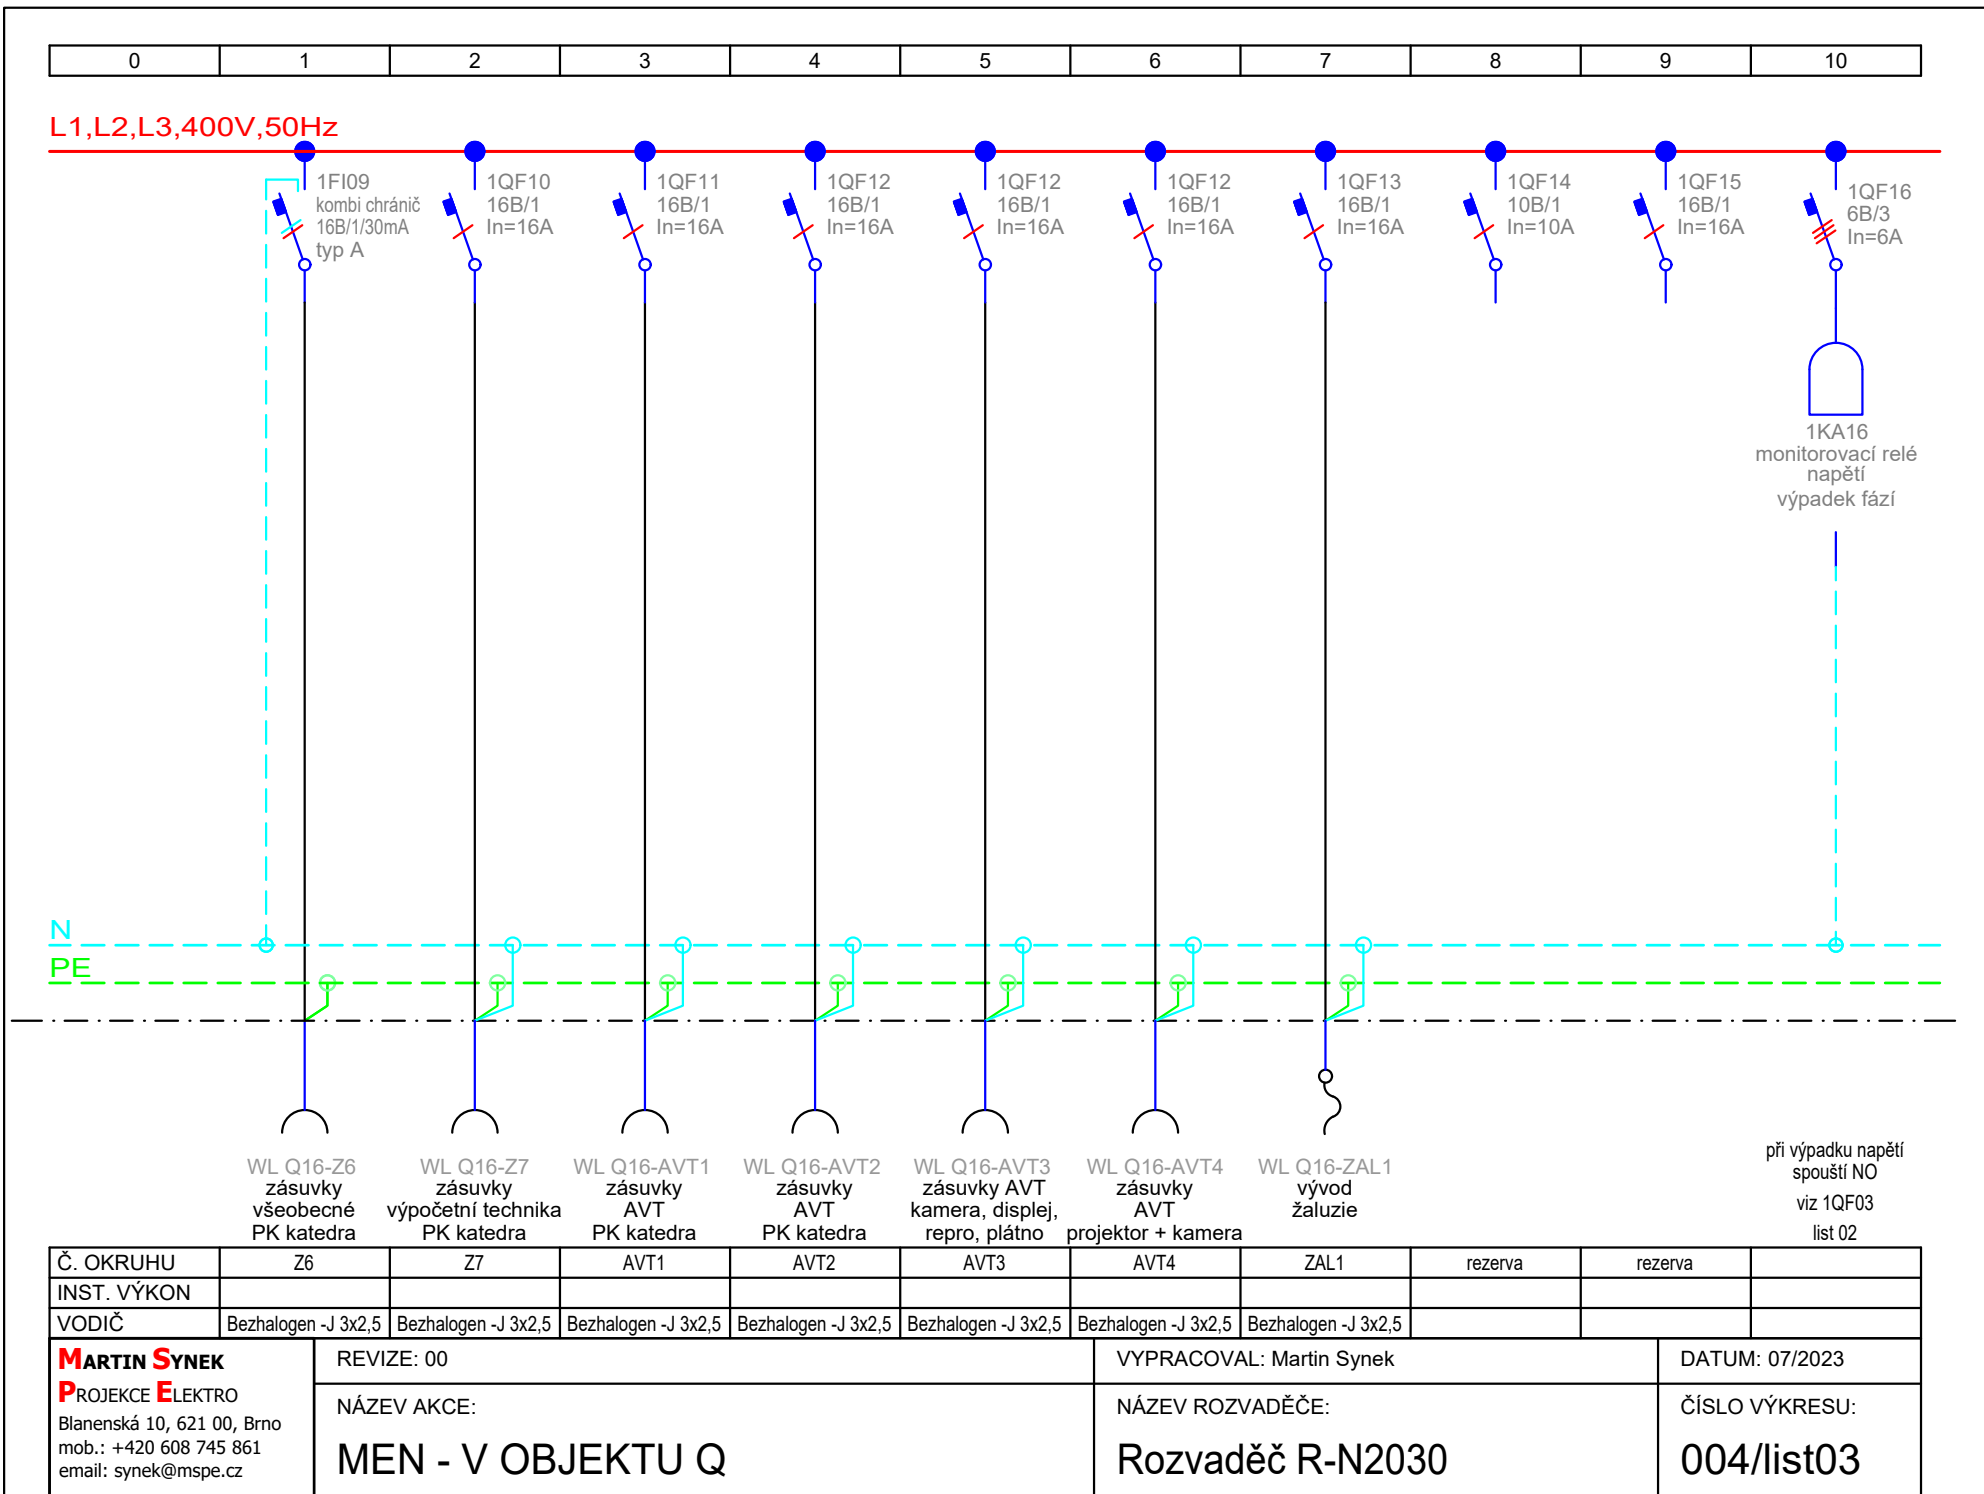 0 1 2 3 4 5 6 7 8 9 10
L1,L2,L3,400V,50Hz
1FI09
kombi chránič
16B/1/30mA
typ A
1QF10
16B/1
In=16A
1QF11
16B/1
In=16A
1QF12
16B/1
In=16A
1QF12
16B/1
In=16A
1QF12
16B/1
In=16A
1QF13
16B/1
In=16A
1QF14
10B/1
In=10A
1QF15
16B/1
In=16A
1QF16
6B/3
In=6A
1KA16
monitorovací relé
napětí
výpadek fází
N
PE
WL Q16-Z6
zásuvky
všeobecné
PK katedra
WL Q16-Z7
zásuvky
výpočetní technika
PK katedra
WL Q16-AVT1
zásuvky
AVT
PK katedra
WL Q16-AVT2
zásuvky
AVT
PK katedra
WL Q16-AVT3
zásuvky AVT
kamera, displej,
repro, plátno
WL Q16-AVT4
zásuvky
AVT
projektor + kamera
WL Q16-ZAL1
vývod
žaluzie
při výpadku napětí
spouští NO
viz 1QF03
list 02
Č. OKRUHU Z6 Z7 AVT1 AVT2 AVT3 AVT4 ZAL1 rezerva rezerva
INST. VÝKON
VODIČ Bezhalogen -J 3x2,5 Bezhalogen -J 3x2,5 Bezhalogen -J 3x2,5 Bezhalogen -J 3x2,5 Bezhalogen -J 3x2,5 Bezhalogen -J 3x2,5 Bezhalogen -J 3x2,5
MARTIN SYNEK
PROJEKCE ELEKTRO
Blanenská 10, 621 00, Brno
mob.: +420 608 745 861
email: synek@mspe.cz
REVIZE: 00
VYPRACOVAL: Martin Synek
DATUM: 07/2023
NÁZEV AKCE:
MEN - V OBJEKTU Q
NÁZEV ROZVADĚČE:
Rozvaděč R-N2030
ČÍSLO VÝKRESU:
004/list03